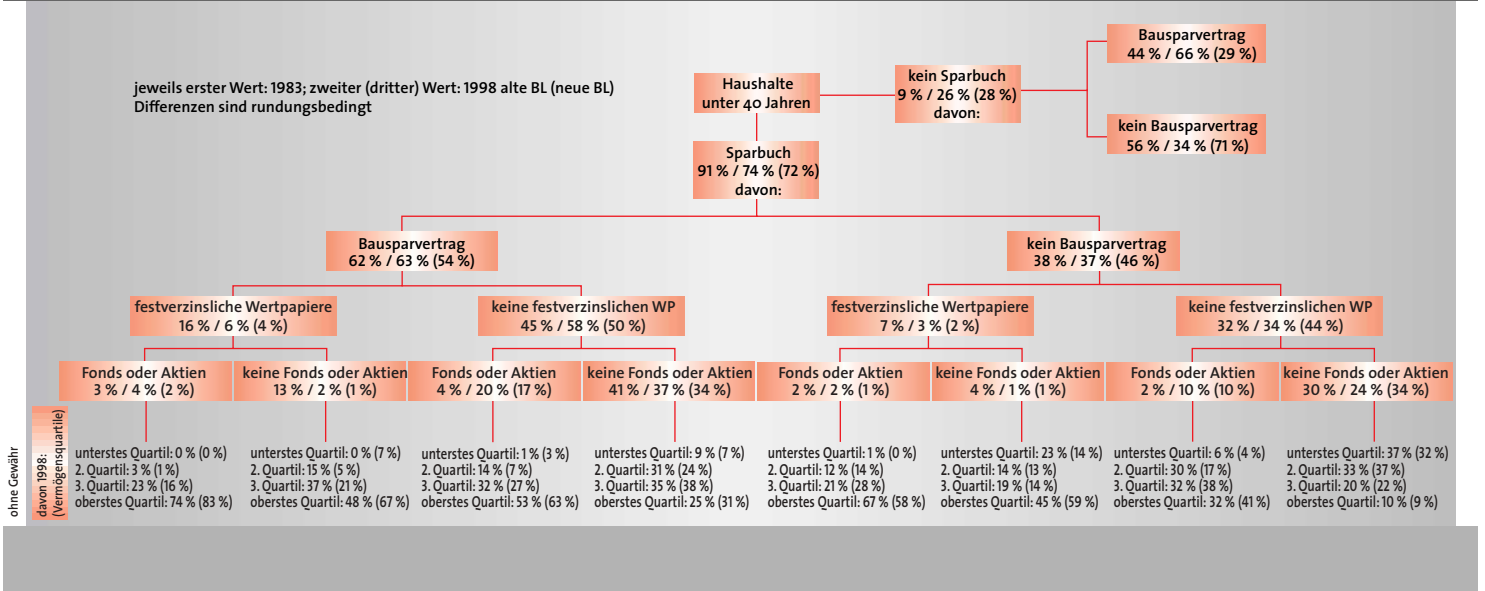 jeweils erster Wert: 1983; zweiter (dritter) Wert: 1998 alte BL (neue BL)
Differenzen sind rundungsbedingt
Haushalte
unter 40 Jahren
kein Sparbuch
9 % / 26 % (28 %)
davon:
Bausparvertrag
44 % / 66 % (29 %)
kein Bausparvertrag
56 % / 34 % (71 %)
Sparbuch
91 % / 74 % (72 %)
davon:
Bausparvertrag
62 % / 63 % (54 %)
kein Bausparvertrag
38 % / 37 % (46 %)
festverzinsliche Wertpapiere
16 % / 6 % (4 %)
keine festverzinslichen WP
45 % / 58 % (50 %)
festverzinsliche Wertpapiere
7 % / 3 % (2 %)
keine festverzinslichen WP
32 % / 34 % (44 %)
Fonds oder Aktien
3 % / 4 % (2 %)
keine Fonds oder Aktien
13 % / 2 % (1 %)
Fonds oder Aktien
4 % / 20 % (17 %)
keine Fonds oder Aktien
41 % / 37 % (34 %)
Fonds oder Aktien
2 % / 2 % (1 %)
keine Fonds oder Aktien
4 % / 1 % (1 %)
Fonds oder Aktien
2 % / 10 % (10 %)
keine Fonds oder Aktien
30 % / 24 % (34 %)
ohne Gewähr
davon 1998:
(Vermögensquartile)
unterstes Quartil: 0 % (0 %)
2. Quartil: 3 % (1 %)
3. Quartil: 23 % (16 %)
oberstes Quartil: 74 % (83 %)
unterstes Quartil: 0 % (7 %)
2. Quartil: 15 % (5 %)
3. Quartil: 37 % (21 %)
oberstes Quartil: 48 % (67 %)
unterstes Quartil: 1 % (3 %)
2. Quartil: 14 % (7 %)
3. Quartil: 32 % (27 %)
oberstes Quartil: 53 % (63 %)
unterstes Quartil: 9 % (7 %)
2. Quartil: 31 % (24 %)
3. Quartil: 35 % (38 %)
oberstes Quartil: 25 % (31 %)
unterstes Quartil: 1 % (0 %)
2. Quartil: 12 % (14 %)
3. Quartil: 21 % (28 %)
oberstes Quartil: 67 % (58 %)
unterstes Quartil: 23 % (14 %)
2. Quartil: 14 % (13 %)
3. Quartil: 19 % (14 %)
oberstes Quartil: 45 % (59 %)
unterstes Quartil: 6 % (4 %)
2. Quartil: 30 % (17 %)
3. Quartil: 32 % (38 %)
oberstes Quartil: 32 % (41 %)
unterstes Quartil: 37 % (32 %)
2. Quartil: 33 % (37 %)
3. Quartil: 20 % (22 %)
oberstes Quartil: 10 % (9 %)